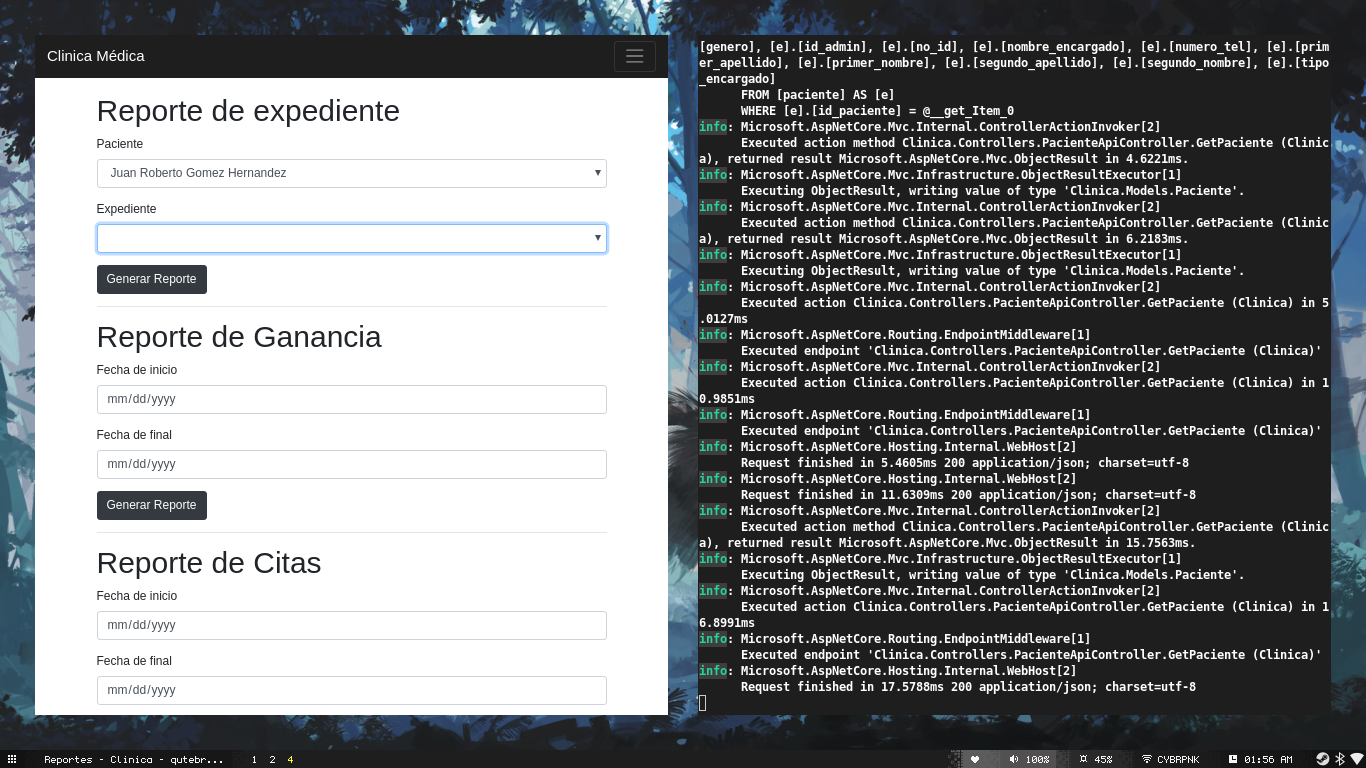 Clinica Médica
Reporte de expediente
Paciente
Juan Roberto Gomez Hernandez
Expediente
Generar Reporte
Reporte de Ganancia
Fecha de inicio
mm/dd/yyyy
Fecha de final
mm/dd/yyyy
Generar Reporte
Reporte de Citas
Fecha de inicio
mm/dd/yyyy
Fecha de final
mm/dd/yyyy
[genero], [e].[id_admin], [e].[no_id], [e].[nombre_encargado], [e].[numero_tel], [e].[prim
er_apellido], [e].[primer_nombre], [e].[segundo_apellido], [e].[segundo_nombre], [e].[tipo
_encargado]
FROM [paciente] AS [e]
WHERE [e].[id_paciente] = @__get_Item_0
info: Microsoft.AspNetCore.Mvc.Internal.ControllerActionInvoker[2]
Executed action method Clinica.Controllers.PacienteApiController.GetPaciente (Clinic
a), returned result Microsoft.AspNetCore.Mvc.ObjectResult in 4.6221ms.
info: Microsoft.AspNetCore.Mvc.Infrastructure.ObjectResultExecutor[1]
Executing ObjectResult, writing value of type 'Clinica.Models.Paciente'.
info: Microsoft.AspNetCore.Mvc.Internal.ControllerActionInvoker[2]
Executed action method Clinica.Controllers.PacienteApiController.GetPaciente (Clinic
a), returned result Microsoft.AspNetCore.Mvc.ObjectResult in 6.2183ms.
info: Microsoft.AspNetCore.Mvc.Infrastructure.ObjectResultExecutor[1]
Executing ObjectResult, writing value of type 'Clinica.Models.Paciente'.
info: Microsoft.AspNetCore.Mvc.Internal.ControllerActionInvoker[2]
Executed action Clinica.Controllers.PacienteApiController.GetPaciente (Clinica) in 5
.0127ms
info: Microsoft.AspNetCore.Routing.EndpointMiddleware[1]
Executed endpoint 'Clinica.Controllers.PacienteApiController.GetPaciente (Clinica)'
info: Microsoft.AspNetCore.Mvc.Internal.ControllerActionInvoker[2]
Executed action Clinica.Controllers.PacienteApiController.GetPaciente (Clinica) in 1
0.9851ms
info: Microsoft.AspNetCore.Routing.EndpointMiddleware[1]
Executed endpoint 'Clinica.Controllers.PacienteApiController.GetPaciente (Clinica)'
info: Microsoft.AspNetCore.Hosting.Internal.WebHost[2]
Request finished in 5.4605ms 200 application/json; charset=utf-8
info: Microsoft.AspNetCore.Hosting.Internal.WebHost[2]
Request finished in 11.6309ms 200 application/json; charset=utf-8
info: Microsoft.AspNetCore.Mvc.Internal.ControllerActionInvoker[2]
Executed action method Clinica.Controllers.PacienteApiController.GetPaciente (Clinic
a), returned result Microsoft.AspNetCore.Mvc.ObjectResult in 15.7563ms.
info: Microsoft.AspNetCore.Mvc.Infrastructure.ObjectResultExecutor[1]
Executing ObjectResult, writing value of type 'Clinica.Models.Paciente'.
info: Microsoft.AspNetCore.Mvc.Internal.ControllerActionInvoker[2]
Executed action Clinica.Controllers.PacienteApiController.GetPaciente (Clinica) in 1
6.8991ms
info: Microsoft.AspNetCore.Routing.EndpointMiddleware[1]
Executed endpoint 'Clinica.Controllers.PacienteApiController.GetPaciente (Clinica)'
info: Microsoft.AspNetCore.Hosting.Internal.WebHost[2]
Request finished in 17.5788ms 200 application/json; charset=utf-8
Reportes - Clinica - qutebr... 1 2 4 100% 45% CYBRPNK 01:56 AM